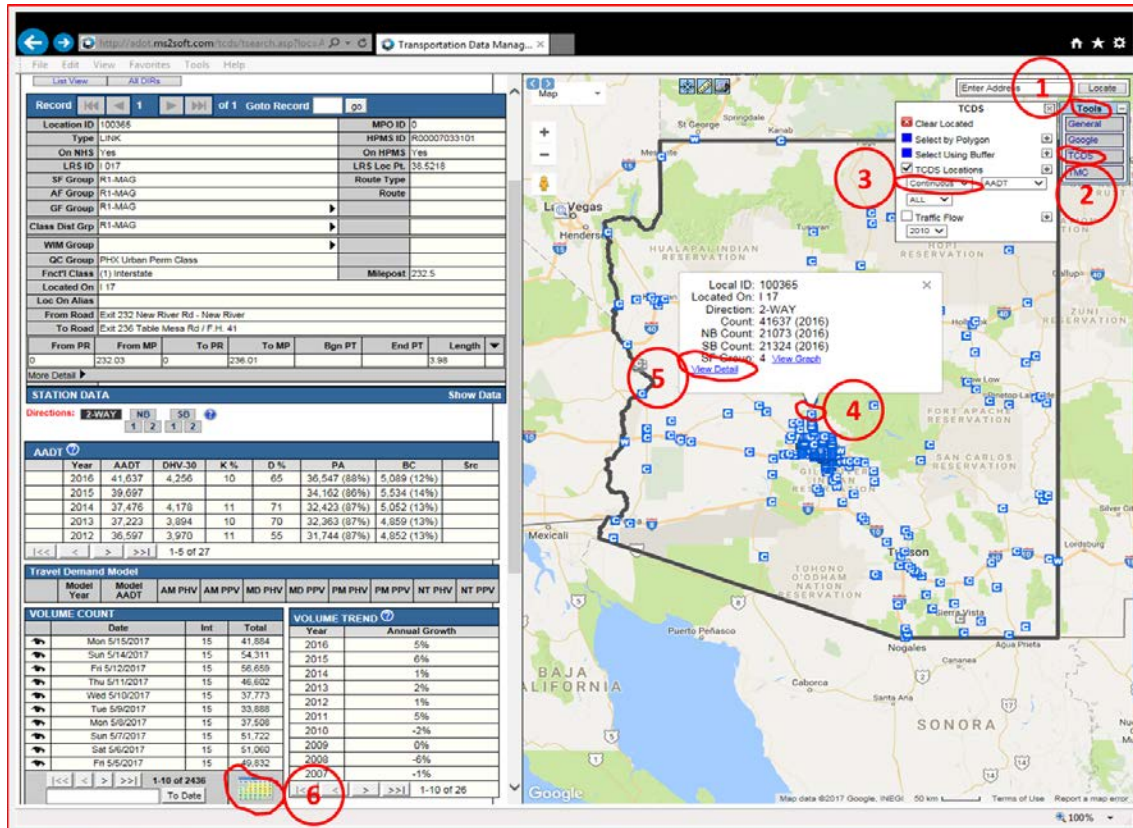 http://adot.ms2soft.com/tcds/tsearch.asp?loc=A
Transportation Data Manag...
File Edit View Favorites Tools Help
List View All DIRs
Record 1 of 1 Goto Record go
Location ID 100365 MPO ID 0
Type LINK HPMS ID R00007033101
On NHS Yes On HPMS Yes
LRS ID I 017 LRS Loc Pt. 38.5218
SF Group R1-MAG Route Type
AF Group R1-MAG Route
GF Group R1-MAG
Class Dist Grp R1-MAG
WIM Group
QC Group PHX Urban Perm Class
Fnct'l Class (1) Interstate Milepost 232.5
Located On I 17
Loc On Alias
From Road Exit 232 New River Rd - New River
To Road Exit 236 Table Mesa Rd / F.H. 41
From PR From MP To PR To MP Bgn PT End PT Length
0 232.03 0 236.01 3.98
More Detail
STATION DATA Show Data
Directions: 2-WAY NB SB
1 2 1 2
AADT
Year AADT DHV-30 K % D % PA BC Src
2016 41,637 4,256 10 65 36,547 (88%) 5,089 (12%)
2015 39,697 34,162 (86%) 5,534 (14%)
2014 37,476 4,178 11 71 32,423 (87%) 5,052 (13%)
2013 37,223 3,894 10 70 32,363 (87%) 4,859 (13%)
2012 36,597 3,970 11 55 31,744 (87%) 4,852 (13%)
|<< < > >>| 1-5 of 27
Travel Demand Model
Model Year Model AADT AM PHV AM PPV MD PHV MD PPV PM PHV PM PPV NT PHV NT PPV
VOLUME COUNT
Date Int Total
Mon 5/15/2017 15 41,884
Sun 5/14/2017 15 54,311
Fri 5/12/2017 15 56,659
Thu 5/11/2017 15 46,602
Wed 5/10/2017 15 37,773
Tue 5/9/2017 15 33,888
Mon 5/8/2017 15 37,508
Sun 5/7/2017 15 51,722
Sat 5/6/2017 15 51,060
Fri 5/5/2017 15 49,832
|<< < > >>| 1-10 of 2436
To Date
VOLUME TREND
Year Annual Growth
2016 5%
2015 6%
2014 1%
2013 2%
2012 1%
2011 5%
2010 -2%
2009 0%
2008 -6%
2007 -1%
|<< < > >>| 1-10 of 26
6
Map
Enter Address Locate
1
Tools
General
Google
TCDS
TMC
2
TCDS
Clear Located
Select by Polygon
Select Using Buffer
TCDS Locations
Continuous AADT
ALL
Traffic Flow
2010
3
Local ID: 100365
Located On: I 17
Direction: 2-WAY
Count: 41637 (2016)
NB Count: 21073 (2016)
SB Count: 21324 (2016)
SF Group: 4 View Graph
View Detail
5
4
St George
Springdale
Kanab
Mesquite
Las Vegas
Henderson
HUALAPAI INDIAN
RESERVATION
HOPI
RESERVATION
Gallup
ZUNI
RESERVATION
FORT APACHE
RESERVATION
SAN CARLOS
RESERVATION
Mexicali
Silver City
Lordsburg
Tucson
TOHONO
O'ODHAM
NATION
RESERVATION
Sierra Vista
Puerto Peñasco
Nogales
Agua Prieta
Cananea
BAJA
CALIFORNIA
Caborca
Santa Ana
SONORA
Google
Map data ©2017 Google, INEGI 50 km Terms of Use Report a map error
100%